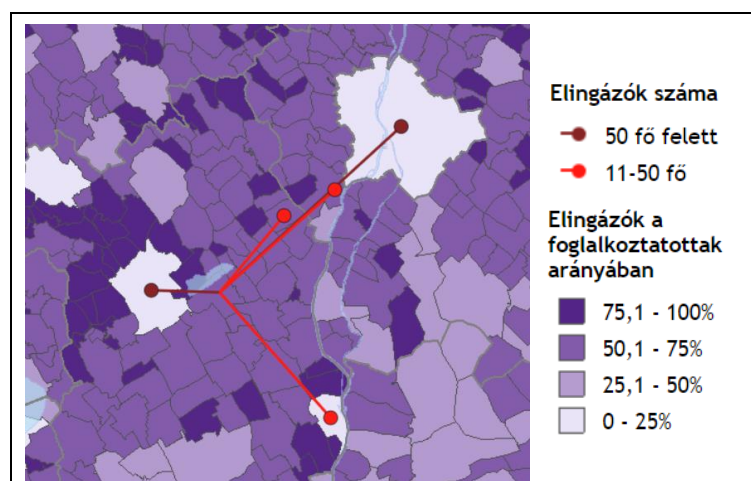 Elingázók száma
50 fő felett
11-50 fő
Elingázók a
foglalkoztatottak
arányában
75,1 - 100%
50,1 - 75%
25,1 - 50%
0 - 25%